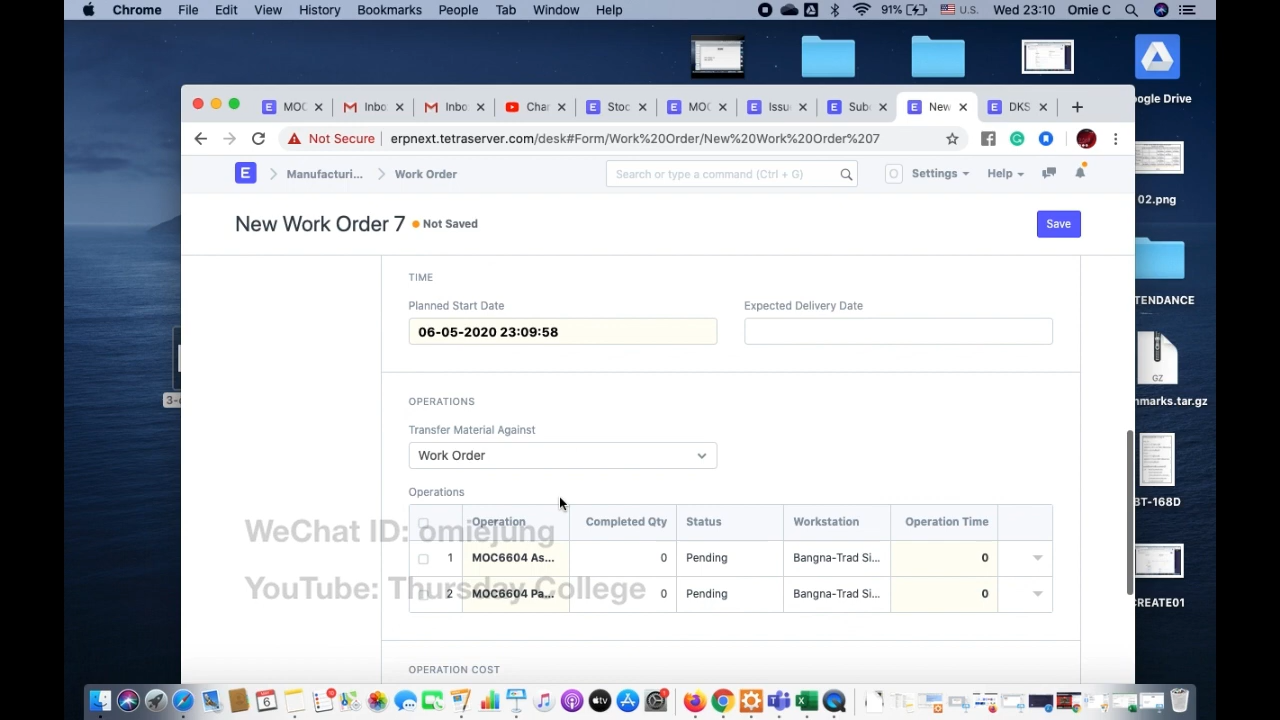 Chrome File Edit View History Bookmarks People Tab Window Help 91% U.S. Wed 23:10 Omie C
MOC Inbo Inbo Char Stoc MOC Issu Sub New DKS
Not Secure erpnext.tetraserver.com/desk#Form/Work%20Order/New%20Work%20Order%207
ogle Drive
E Manufacturi... Work Order Search or type a command (Ctrl + G) O Settings Help
02.png
New Work Order 7 Not Saved Save
TIME
Planned Start Date Expected Delivery Date
TENDANCE
06-05-2020 23:09:58
GZ
OPERATIONS
3-
nmarks.tar.gz
Transfer Material Against
Work Order
Operations
BT-168D
Operation Completed Qty Status Workstation Operation Time
WeChat ID: omieying
1 MOC6604 As... 0 Pending Bangna-Trad Si... 0
YouTube: Thursday College
2 MOC6604 Pa... 0 Pending Bangna-Trad Si... 0
CREATE01
OPERATION COST